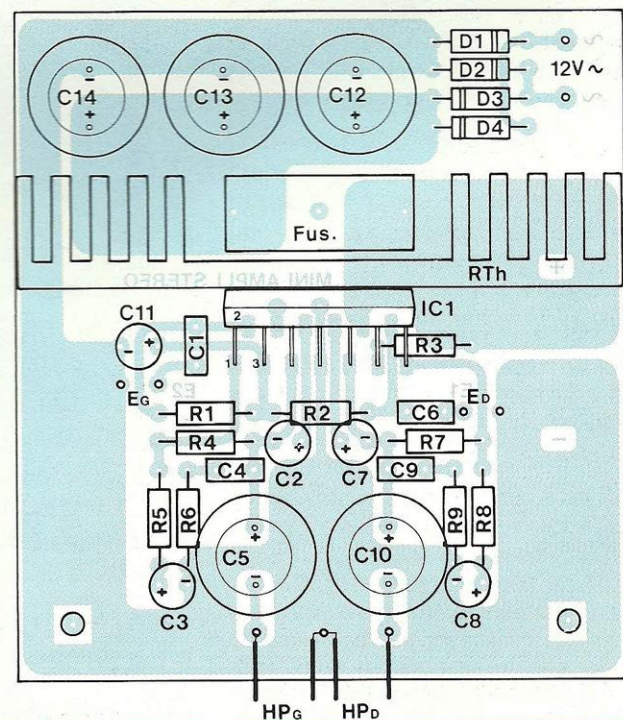 D1
D2
12V~
D3
D4
C14
C13
C12
Fus.
RTh
MINI AMPLI STEREO
IC1
2
C11
C1
R3
1
3
EG
E2
E1
ED
R1
R2
C6
R4
R7
C4
C2
C7
C9
R5
R6
R9
R8
C5
C10
C3
C8
HPG
HPD